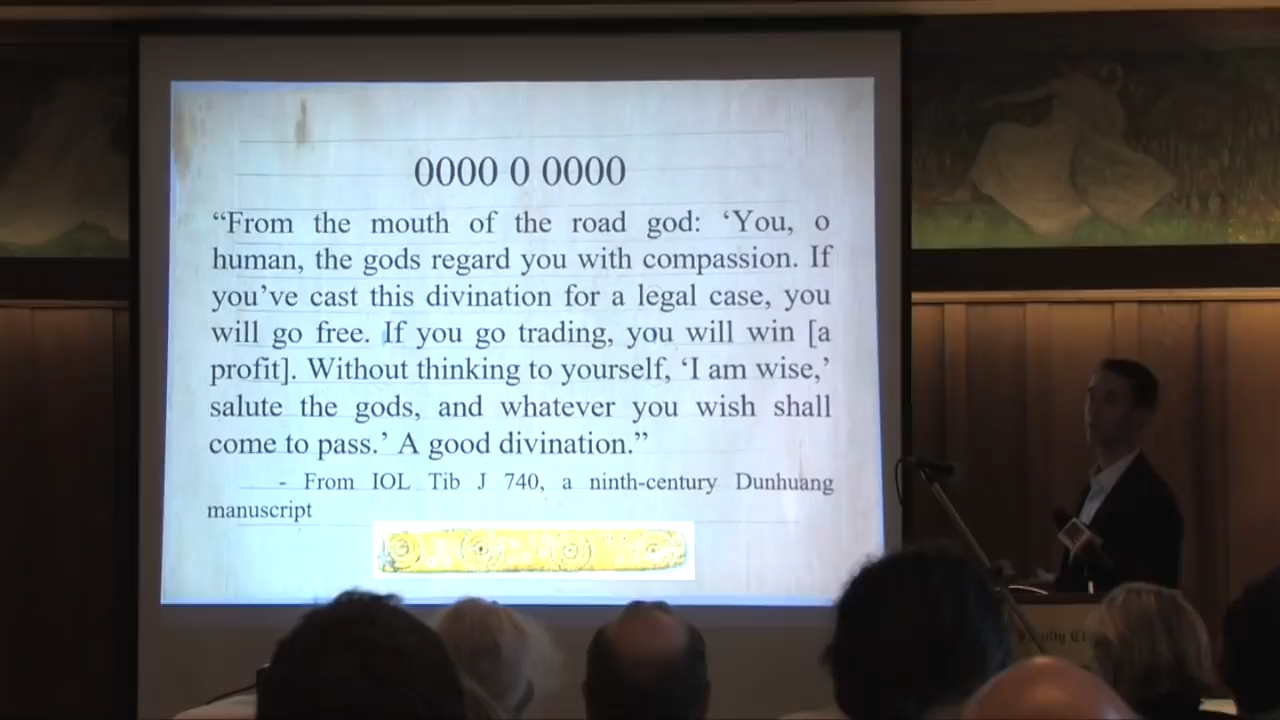 0000 0 0000
“From the mouth of the road god: ‘You, o
human, the gods regard you with compassion. If
you’ve cast this divination for a legal case, you
will go free. If you go trading, you will win [a
profit]. Without thinking to yourself, ‘I am wise,’
salute the gods, and whatever you wish shall
come to pass.’ A good divination.”
- From IOL Tib J 740, a ninth-century Dunhuang
manuscript